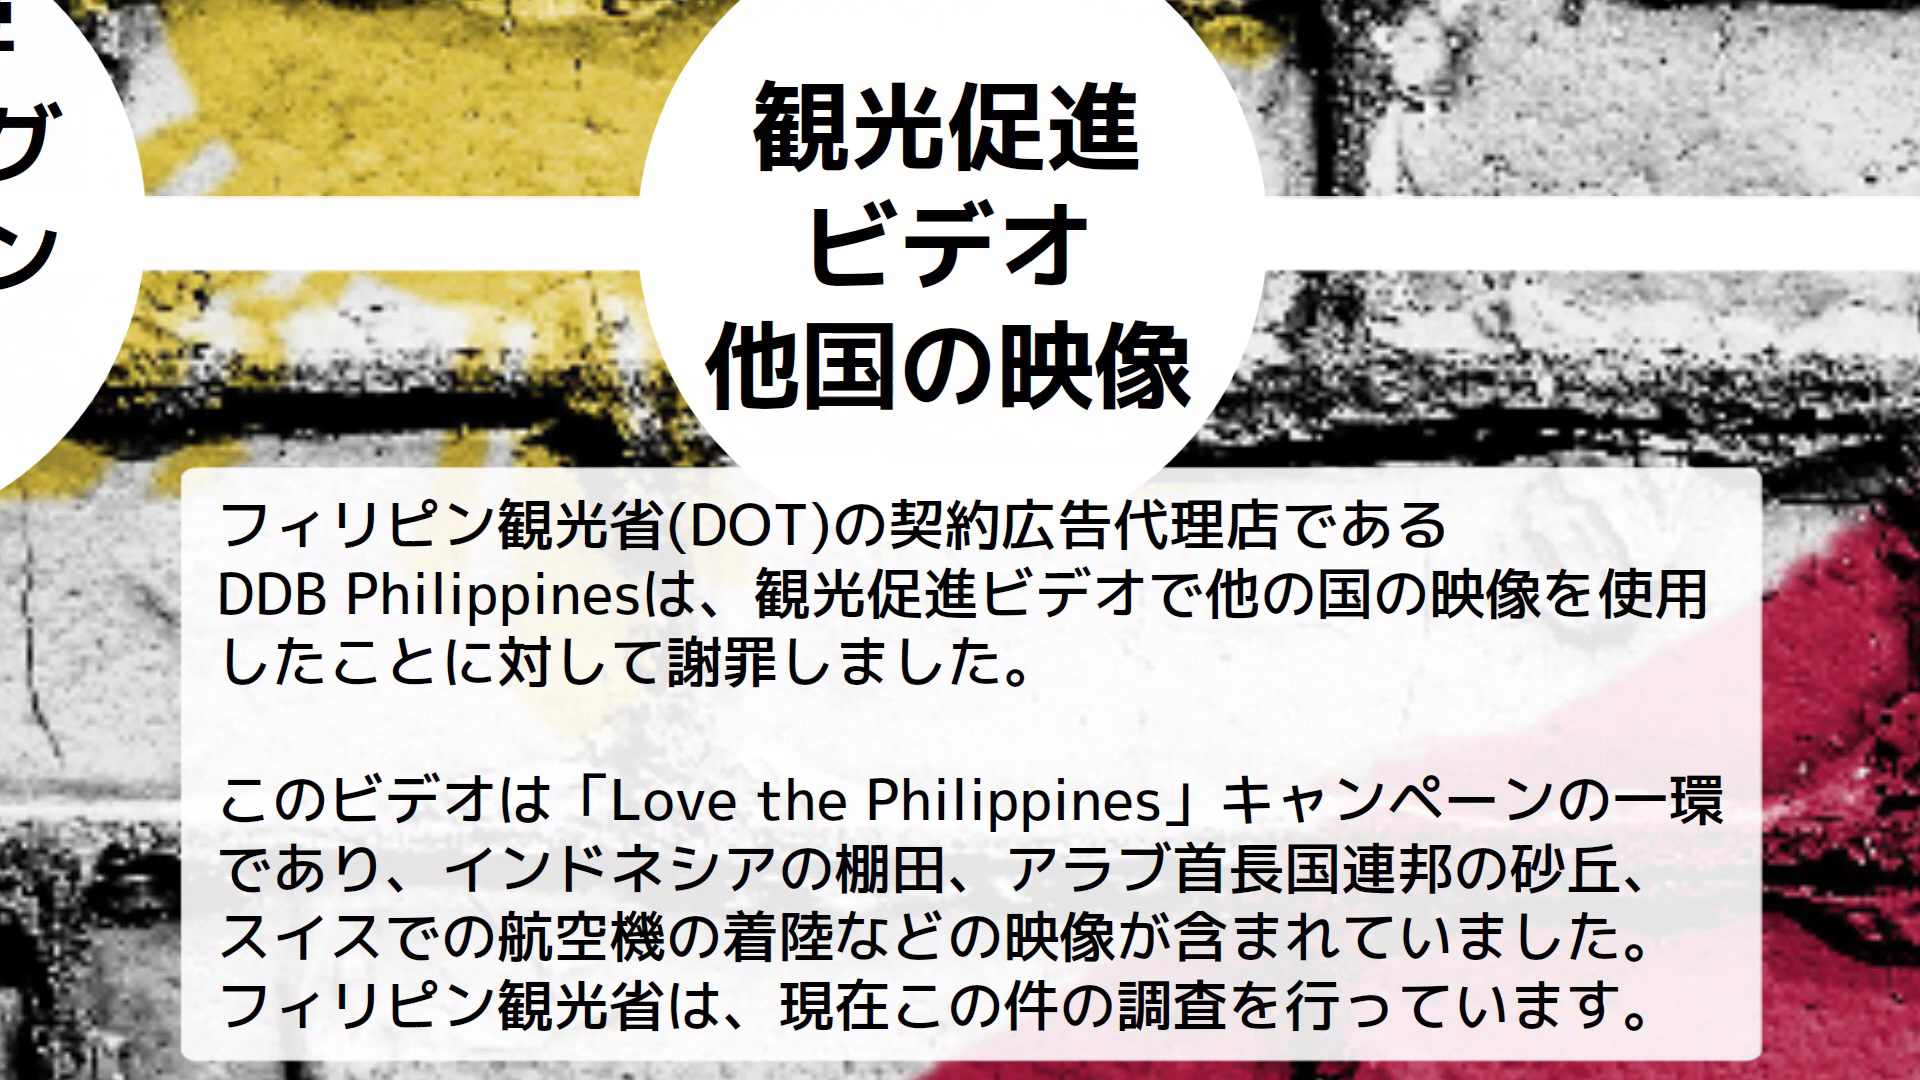 グ
ン
観光促進
ビデオ
他国の映像
フィリピン観光省(DOT)の契約広告代理店である
DDB Philippinesは、観光促進ビデオで他の国の映像を使用
したことに対して謝罪しました。
このビデオは「Love the Philippines」キャンペーンの一環
であり、インドネシアの棚田、アラブ首長国連邦の砂丘、
スイスでの航空機の着陸などの映像が含まれていました。
フィリピン観光省は、現在この件の調査を行っています。